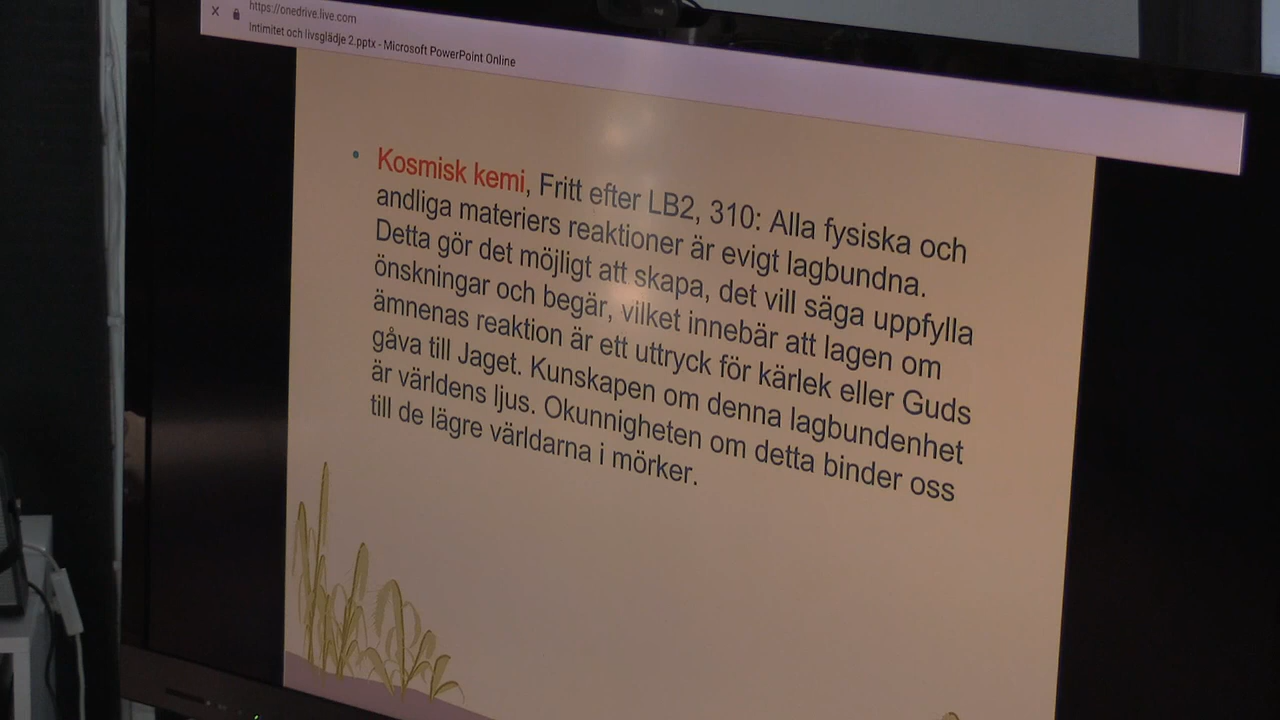 https://onedrive.live.com
Intimitet och livsglädje 2.pptx - Microsoft PowerPoint Online
• Kosmisk kemi, Fritt efter LB2, 310: Alla fysiska och
andliga materiers reaktioner är evigt lagbundna.
Detta gör det möjligt att skapa, det vill säga uppfylla
önskningar och begär, vilket innebär att lagen om
ämnenas reaktion är ett uttryck för kärlek eller Guds
gåva till Jaget. Kunskapen om denna lagbundenhet
är världens ljus. Okunnigheten om detta binder oss
till de lägre världarna i mörker.